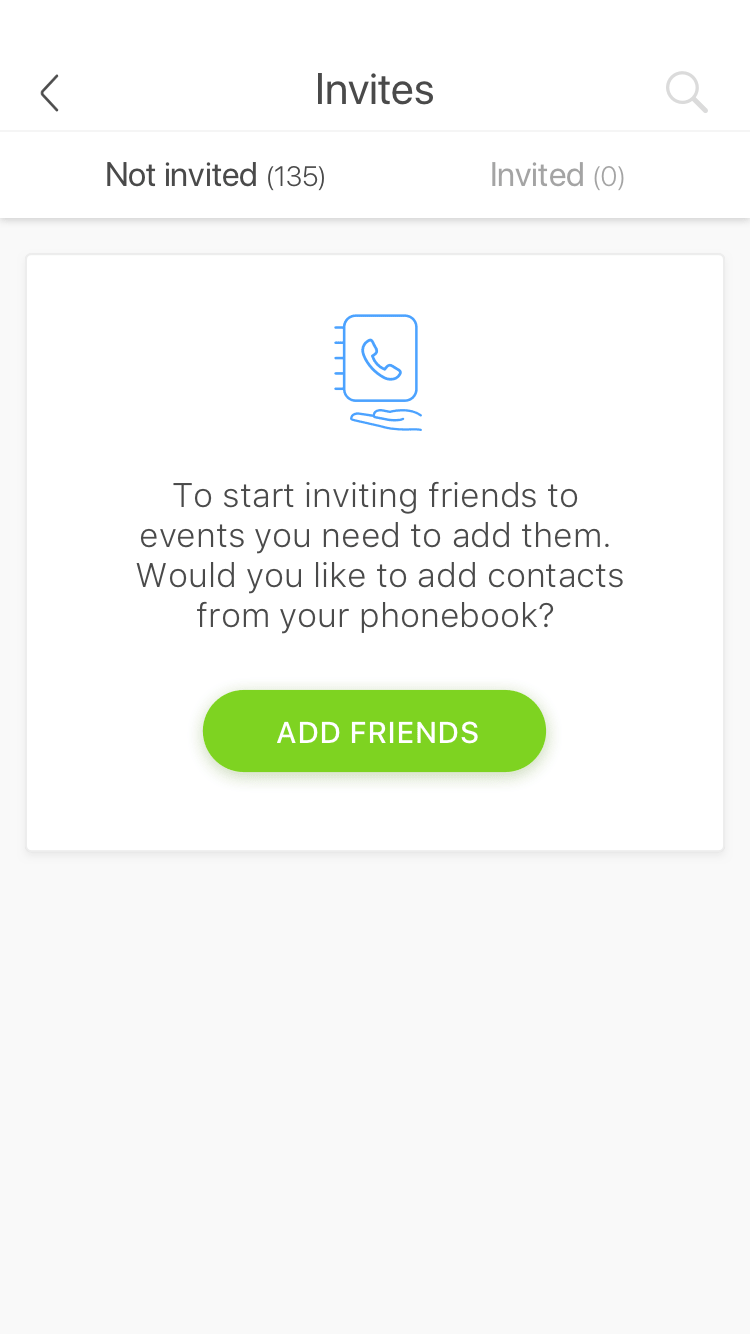 Invites
Not invited (135)
Invited (0)
To start inviting friends to
events you need to add them.
Would you like to add contacts
from your phonebook?
ADD FRIENDS